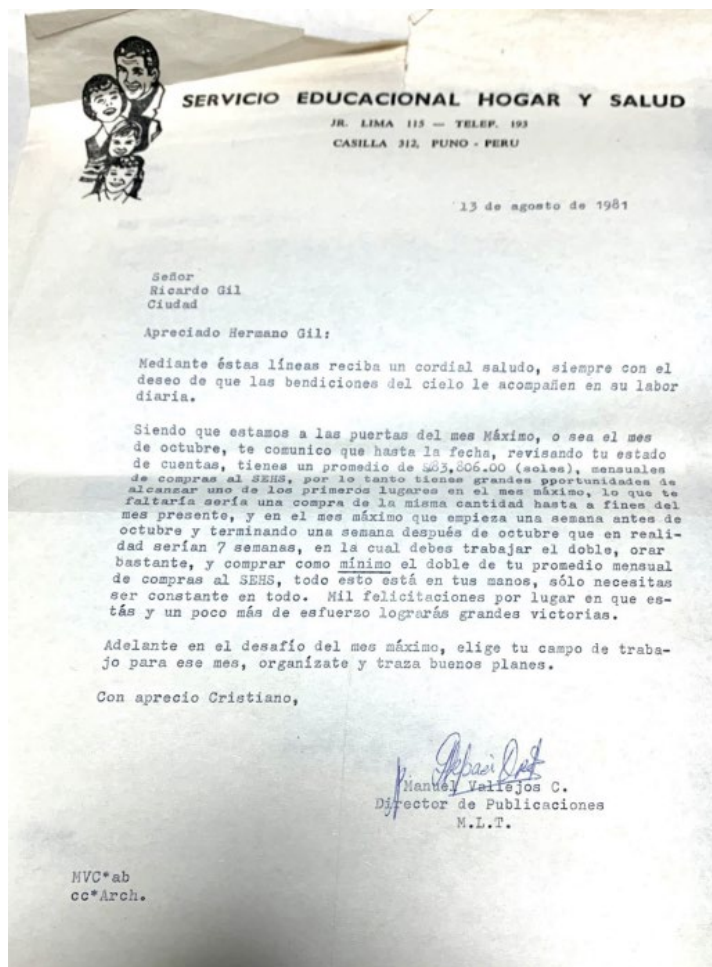 SERVICIO EDUCACIONAL HOGAR Y SALUD
JR. LIMA 115 — TELEF. 193
CASILLA 312, PUNO - PERU
13 de agosto de 1981
Señor
Ricardo Gil
Ciudad
Apreciado Hermano Gil:
Mediante éstas líneas reciba un cordial saludo, siempre con el
deseo de que las bendiciones del cielo le acompañen en su labor
diaria.
Siendo que estamos a las puertas del mes Máximo, o sea el mes
de octubre, te comunico que hasta la fecha, revisando tu estado
de cuentas, tienes un promedio de 83,806.00 (soles), mensuales
de compras al SEHS, por lo tanto tienes grandes pportunidades de
alcanzar uno de los primeros lugares en el mes máximo, lo que te
faltaría sería una compra de la misma cantidad hasta a fines del
mes presente, y en el mes máximo que empieza una semana antes de
octubre y terminando una semana después de octubre que en reali-
dad serían 7 semanas, en la cual debes trabajar el doble, orar
bastante, y comprar como mínimo el doble de tu promedio mensual
de compras al SEHS, todo esto está en tus manos, sólo necesitas
ser constante en todo. Mil felicitaciones por lugar en que es-
tás y un poco más de esfuerzo lograrás grandes victorias.
Adelante en el desafío del mes máximo, elige tu campo de traba-
jo para ese mes, organízate y traza buenos planes.
Con aprecio Cristiano,
Manuel Vallejos C.
Director de Publicaciones
M.L.T.
MVC*ab
cc*Arch.